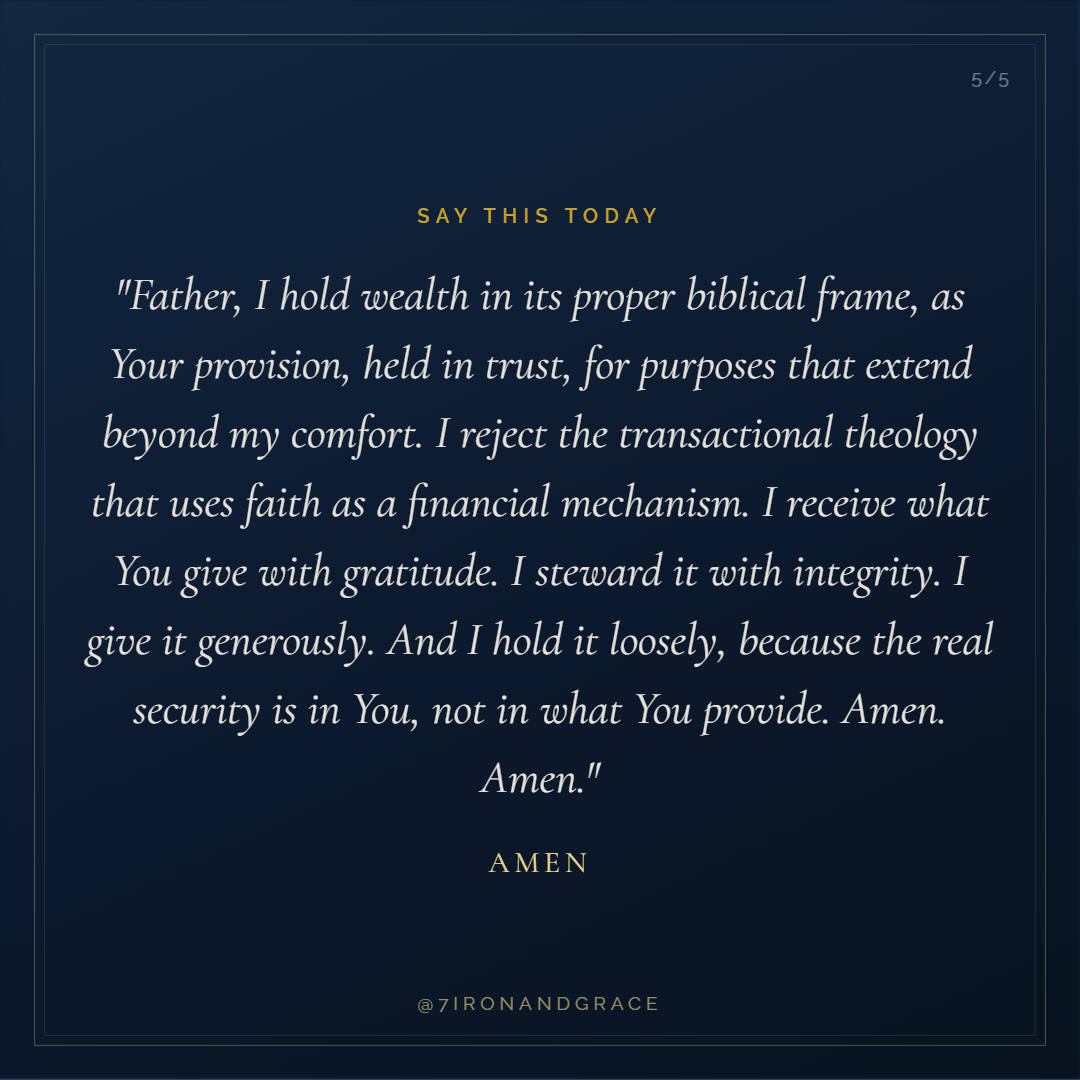 5/5
SAY THIS TODAY
"Father, I hold wealth in its proper biblical frame, as
Your provision, held in trust, for purposes that extend
beyond my comfort. I reject the transactional theology
that uses faith as a financial mechanism. I receive what
You give with gratitude. I steward it with integrity. I
give it generously. And I hold it loosely, because the real
security is in You, not in what You provide. Amen.
Amen."
AMEN
@7IRONANDGRACE